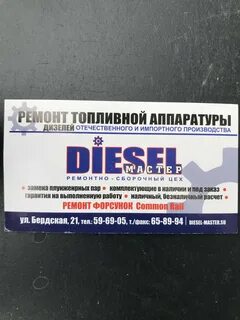 РЕМОНТ ТОПЛИВНОЙ АППАРАТУРЫ
ДИЗЕЛЕЙ ОТЕЧЕСТВЕННОГО И ИМПОРТНОГО ПРОИЗВОДСТВА
DIESEL
МАСТЕР
РЕМОНТНО - СБОРОЧНЫЙ ЦЕХ
• замена плунжерных пар • комплектующие в наличии и под заказ
• гарантия на выполненную работу • наличный, безналичный расчет
РЕМОНТ ФОРСУНОК Common Rail
ул. Бердская, 21, тел. 59-69-05, т./факс: 65-89-94 DIESEL-MASTER.SU